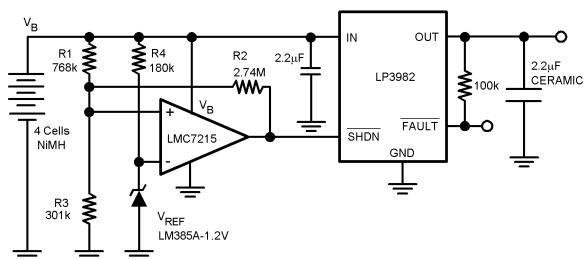 VB
R1
768k
R4
180k
R2
2.74M
2.2µF
IN
OUT
LP3982
2.2µF
CERAMIC
100k
VB
+
LMC7215
-
SHDN
FAULT
GND
4 Cells
NiMH
R3
301k
VREF
LM385A-1.2V